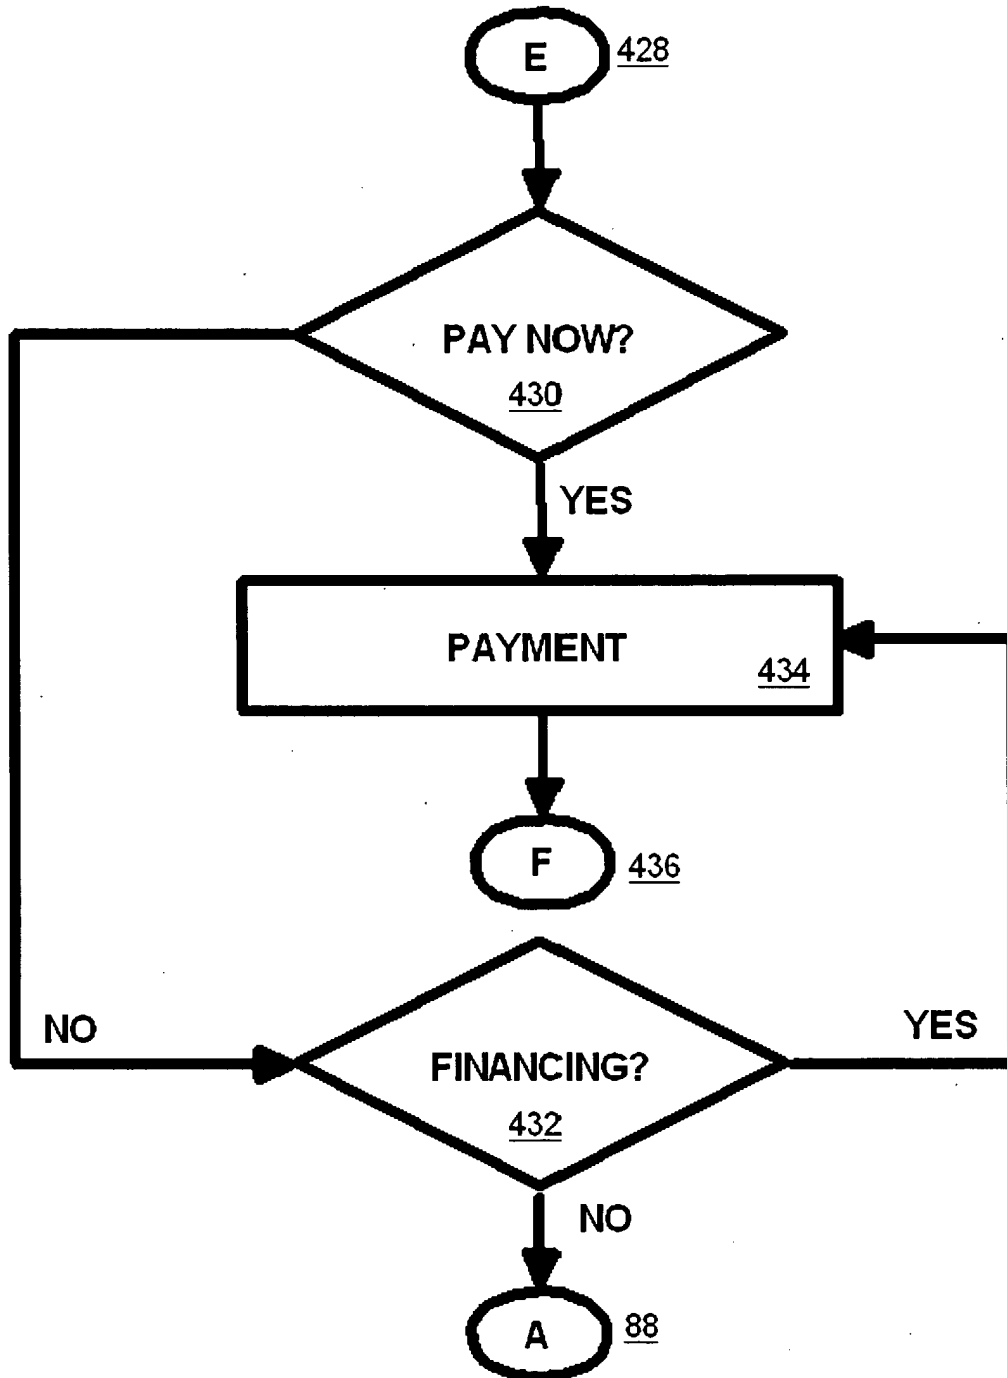 E 428
PAY NOW?
430
YES
PAYMENT
434
F 436
NO
YES
FINANCING?
432
NO
A 88